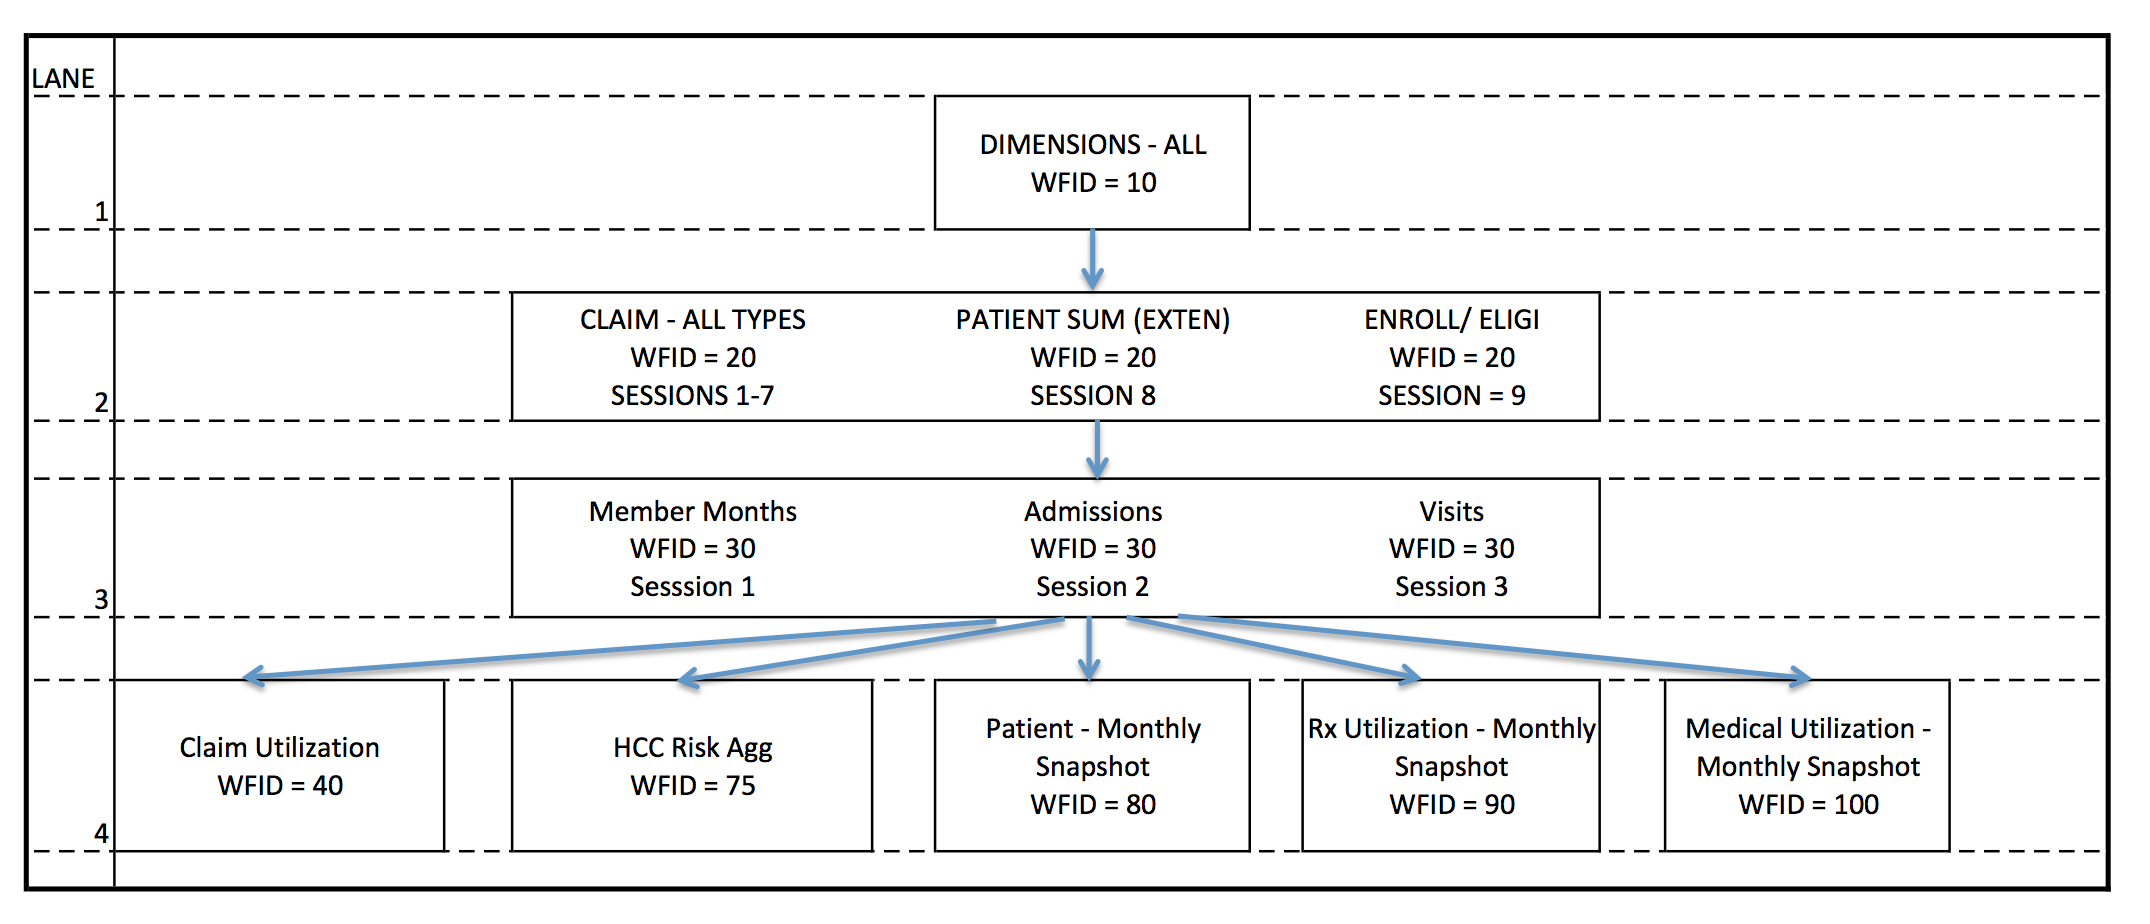 LANE
DIMENSIONS - ALL
WFID = 10
1
CLAIM - ALL TYPES
WFID = 20
SESSIONS 1-7
PATIENT SUM (EXTEN)
WFID = 20
SESSION 8
ENROLL/ ELIGI
WFID = 20
SESSION = 9
2
Member Months
WFID = 30
Sesssion 1
Admissions
WFID = 30
Session 2
Visits
WFID = 30
Session 3
3
Claim Utilization
WFID = 40
HCC Risk Agg
WFID = 75
Patient - Monthly
Snapshot
WFID = 80
Rx Utilization - Monthly
Snapshot
WFID = 90
Medical Utilization -
Monthly Snapshot
WFID = 100
4